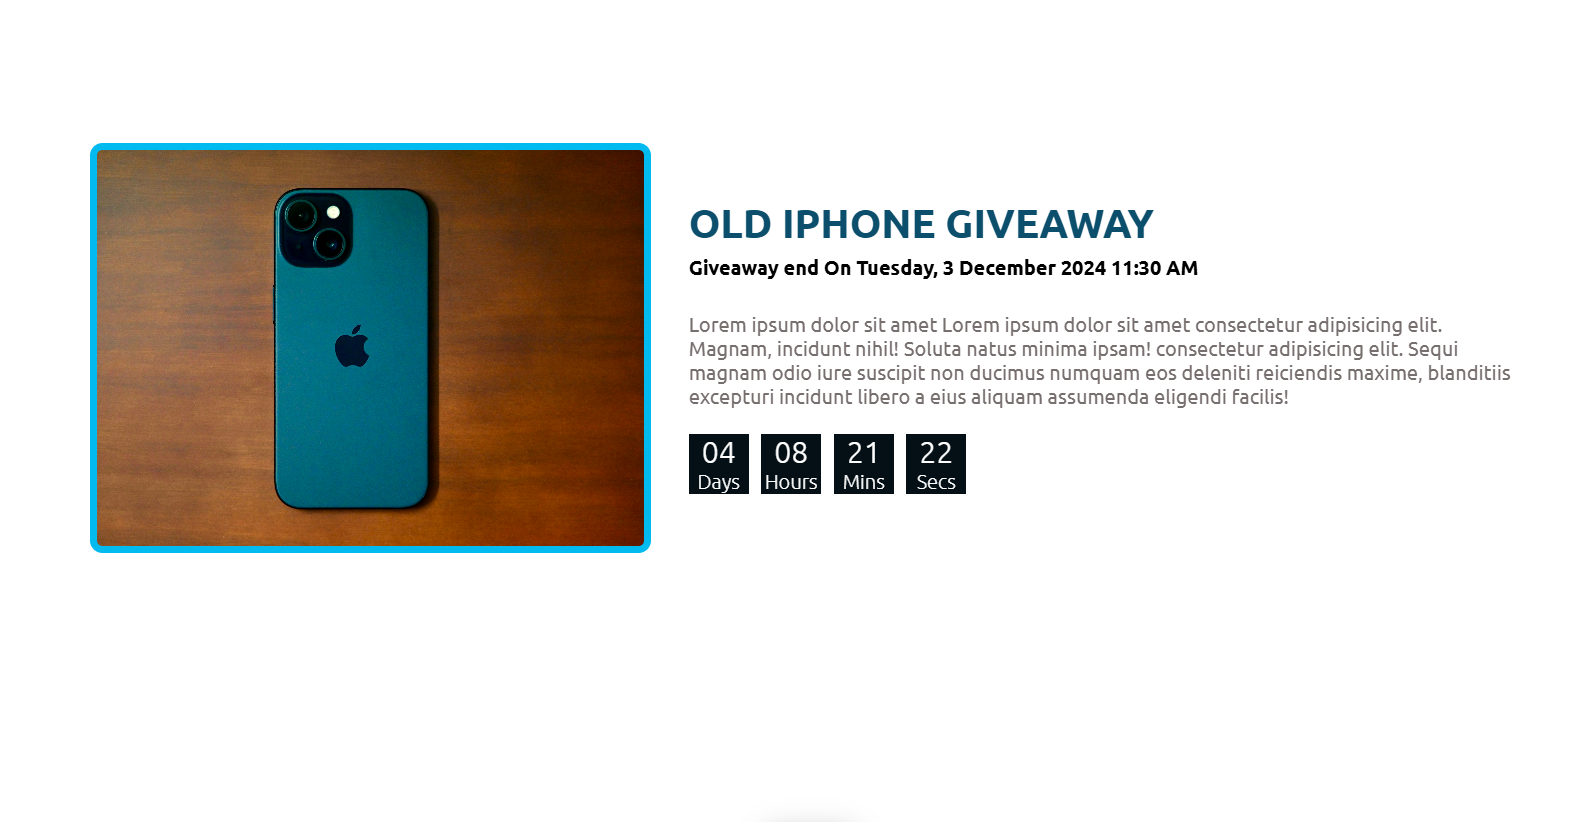 OLD IPHONE GIVEAWAY
Giveaway end On Tuesday, 3 December 2024 11:30 AM
Lorem ipsum dolor sit amet Lorem ipsum dolor sit amet consectetur adipisicing elit.
Magnam, incidunt nihil! Soluta natus minima ipsam! consectetur adipisicing elit. Sequi
magnam odio iure suscipit non ducimus numquam eos deleniti reiciendis maxime, blanditiis
excepturi incidunt libero a eius aliquam assumenda eligendi facilis!
04 08 21 22
Days Hours Mins Secs